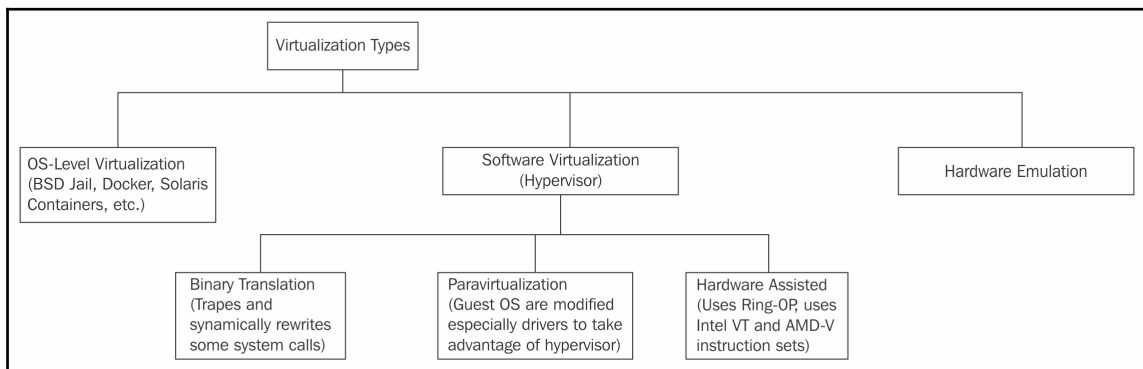 Virtualization Types
OS-Level Virtualization
(BSD Jail, Docker, Solaris
Containers, etc.)
Software Virtualization
(Hypervisor)
Hardware Emulation
Binary Translation
(Trapes and
synamically rewrites
some system calls)
Paravirtualization
(Guest OS are modified
especially drivers to take
advantage of hypervisor)
Hardware Assisted
(Uses Ring-0P, uses
Intel VT and AMD-V
instruction sets)